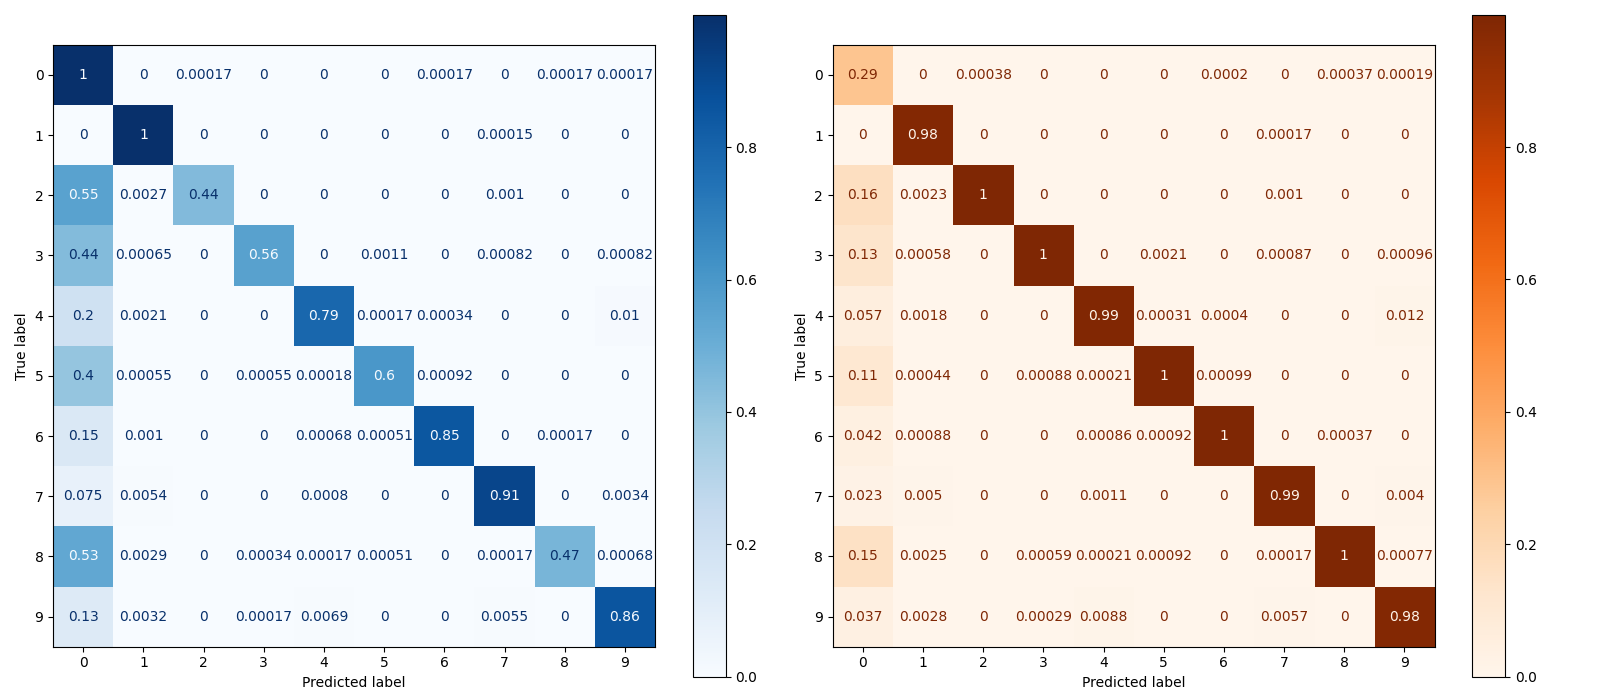 0 1 0 0.00017 0 0 0 0.00017 0 0.00017 0.00017
1 0 1 0 0 0 0 0 0.00015 0 0
2 0.55 0.0027 0.44 0 0 0 0 0.001 0 0
3 0.44 0.00065 0 0.56 0 0.0011 0 0.00082 0 0.00082
4 0.2 0.0021 0 0 0.79 0.00017 0.00034 0 0 0.01
5 0.4 0.00055 0 0.00055 0.00018 0.6 0.00092 0 0 0
6 0.15 0.001 0 0 0.00068 0.00051 0.85 0 0.00017 0
7 0.075 0.0054 0 0 0.0008 0 0 0.91 0 0.0034
8 0.53 0.0029 0 0.00034 0.00017 0.00051 0 0.00017 0.47 0.00068
9 0.13 0.0032 0 0.00017 0.0069 0 0 0.0055 0 0.86
0 1 2 3 4 5 6 7 8 9
Predicted label
True label
0.8
0.6
0.4
0.2
0.0
0 0.29 0 0.00038 0 0 0 0.0002 0 0.00037 0.00019
1 0 0.98 0 0 0 0 0 0.00017 0 0
2 0.16 0.0023 1 0 0 0 0 0.001 0 0
3 0.13 0.00058 0 1 0 0.0021 0 0.00087 0 0.00096
4 0.057 0.0018 0 0 0.99 0.00031 0.0004 0 0 0.012
5 0.11 0.00044 0 0.00088 0.00021 1 0.00099 0 0 0
6 0.042 0.00088 0 0 0.00086 0.00092 1 0 0.00037 0
7 0.023 0.005 0 0 0.0011 0 0 0.99 0 0.004
8 0.15 0.0025 0 0.00059 0.00021 0.00092 0 0.00017 1 0.00077
9 0.037 0.0028 0 0.00029 0.0088 0 0 0.0057 0 0.98
0 1 2 3 4 5 6 7 8 9
Predicted label
True label
0.8
0.6
0.4
0.2
0.0